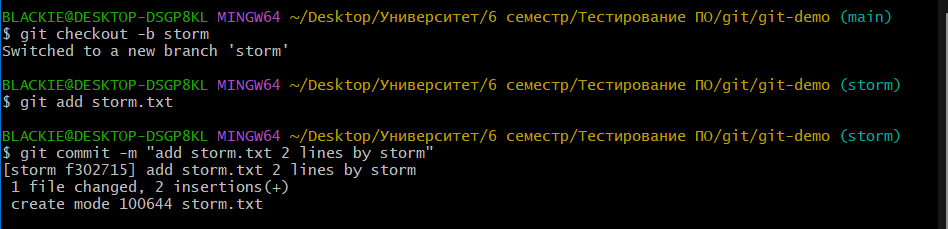 BLACKIE@DESKTOP-DSGP8KL MINGW64 ~/Desktop/Университет/6 семестр/Тестирование ПО/git/git-demo (main)
$ git checkout -b storm
Switched to a new branch 'storm'
BLACKIE@DESKTOP-DSGP8KL MINGW64 ~/Desktop/Университет/6 семестр/Тестирование ПО/git/git-demo (storm)
$ git add storm.txt
BLACKIE@DESKTOP-DSGP8KL MINGW64 ~/Desktop/Университет/6 семестр/Тестирование ПО/git/git-demo (storm)
$ git commit -m "add storm.txt 2 lines by storm"
[storm f302715] add storm.txt 2 lines by storm
 1 file changed, 2 insertions(+)
 create mode 100644 storm.txt